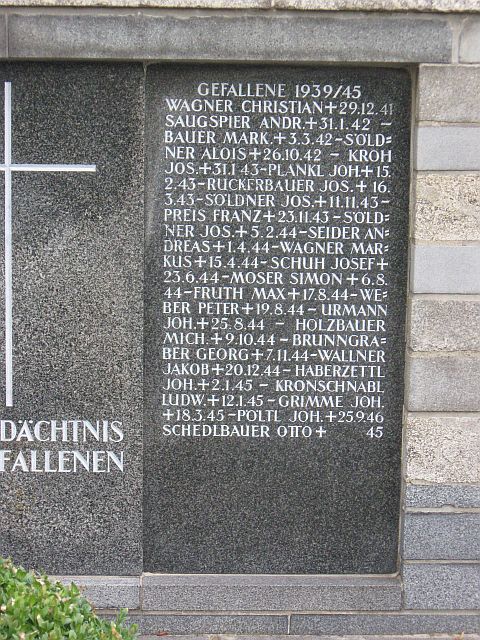 GEFALLENE 1939/45
WAGNER CHRISTIAN+29.12.41
SAUGSPIER ANDR.+31.1.42 –
BAUER MARK.+3.3.42–SÖLD=
NER ALOIS+26.10.42 – KROH
JOS.+31.1.43–PLANKL JOH.+15.
2.43–RÜCKERBAUER JOS.+16.
3.43–SÖLDNER JOS.+11.11.43–
PREIS FRANZ+23.11.43–SÖLD=
NER JOS.+5.2.44–SEIDER AN=
DREAS+1.4.44–WAGNER MAR=
KUS+15.4.44–SCHUH JOSEF+
23.6.44–MOSER SIMON+6.8.
44–FRUTH MAX+17.8.44–WE=
BER PETER+19.8.44–URMANN
JOH.+25.8.44 – HOLZBAUER
MICH.+9.10.44–BRUNNGRA=
BER GEORG+7.11.44–WALLNER
JAKOB+20.12.44–HABERZETTL
JOH.+2.1.45 – KRONSCHNABL
LUDW.+12.1.45–GRIMME JOH.
+18.3.45–PÖLTL JOH.+25.9.46
SCHEDLBAUER OTTO+ 45
DÄCHTNIS
FALLENEN